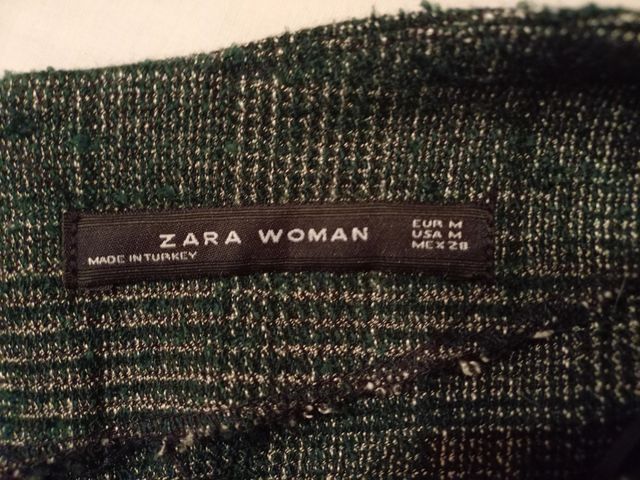 ZARA WOMAN
MADE IN TURKEY
EUR M
USA M
MEX 28